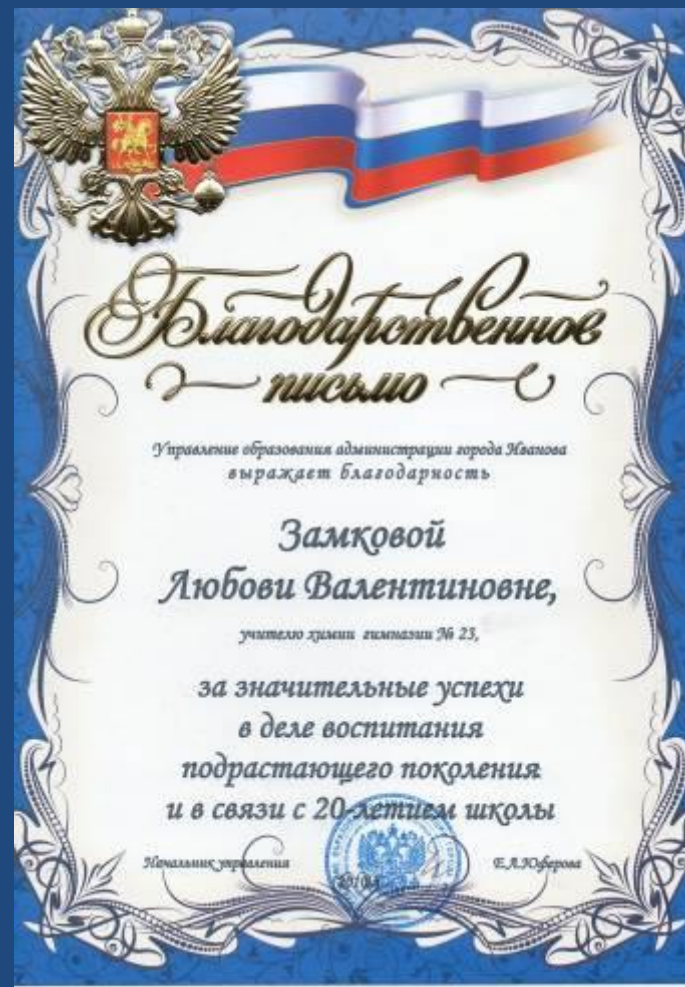 Благодарственное
письмо
Управление образования администрации города Иванова
выражает благодарность
Замковой
Любови Валентиновне,
учителю химии гимназии № 23,
за значительные успехи
в деле воспитания
подрастающего поколения
и в связи с 20-летием школы
Начальник управления Е.А.Юферова